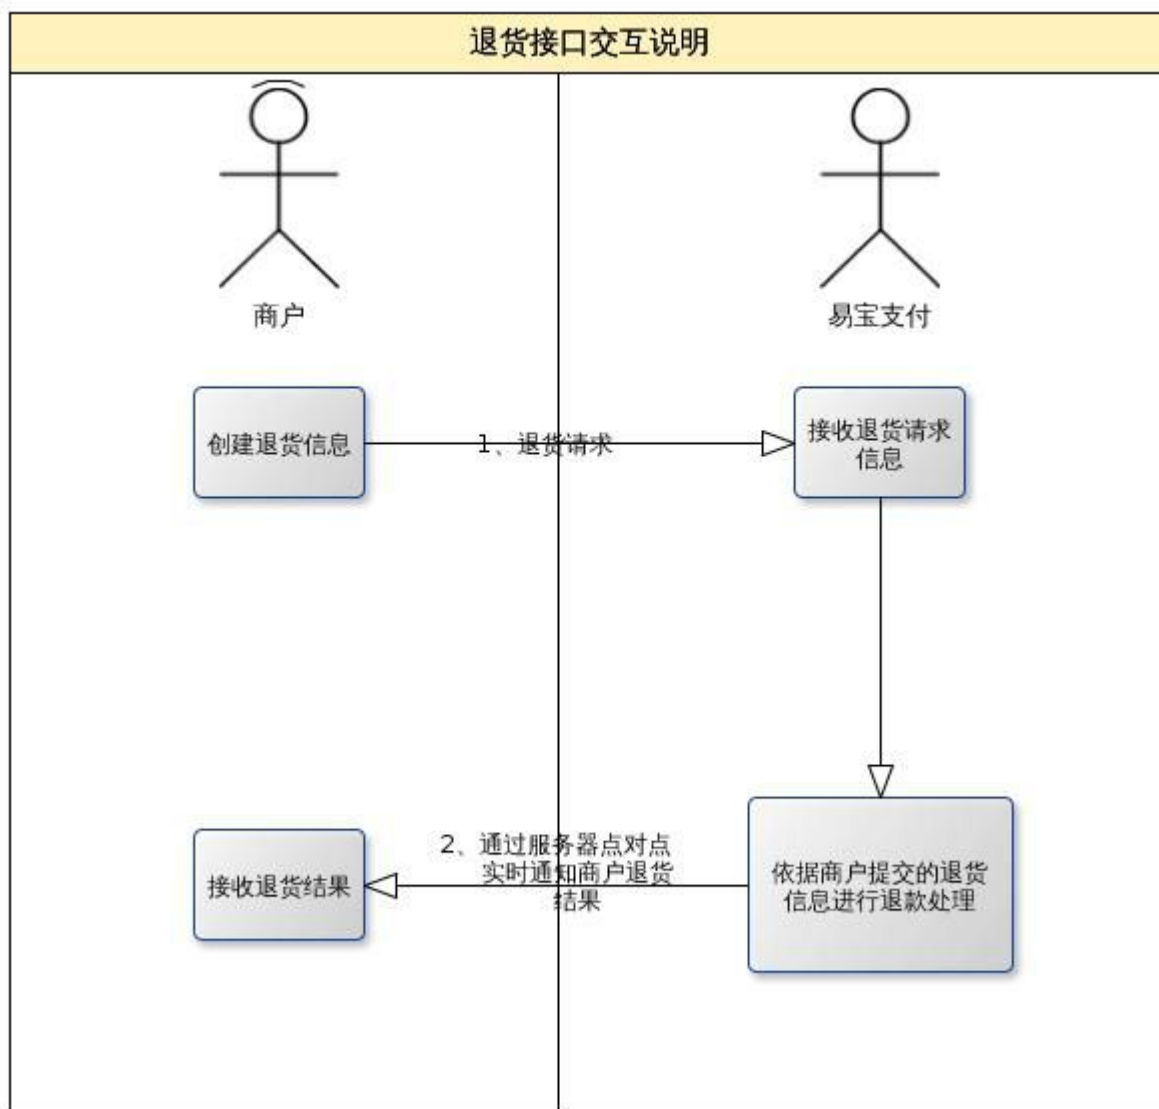 退货接口交互说明
商户
易宝支付
创建退货信息
1、退货请求
接收退货请求
信息
接收退货结果
2、通过服务器点对点
实时通知商户退货
结果
依据商户提交的退货
信息进行退款处理